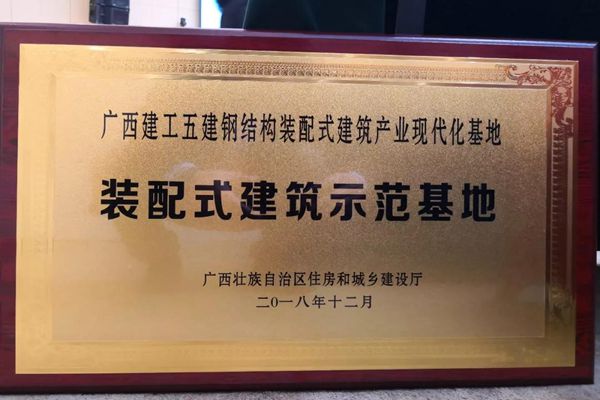 广西建工五建钢结构装配式建筑产业现代化基地
装配式建筑示范基地
广西壮族自治区住房和城乡建设厅
二〇一八年十二月